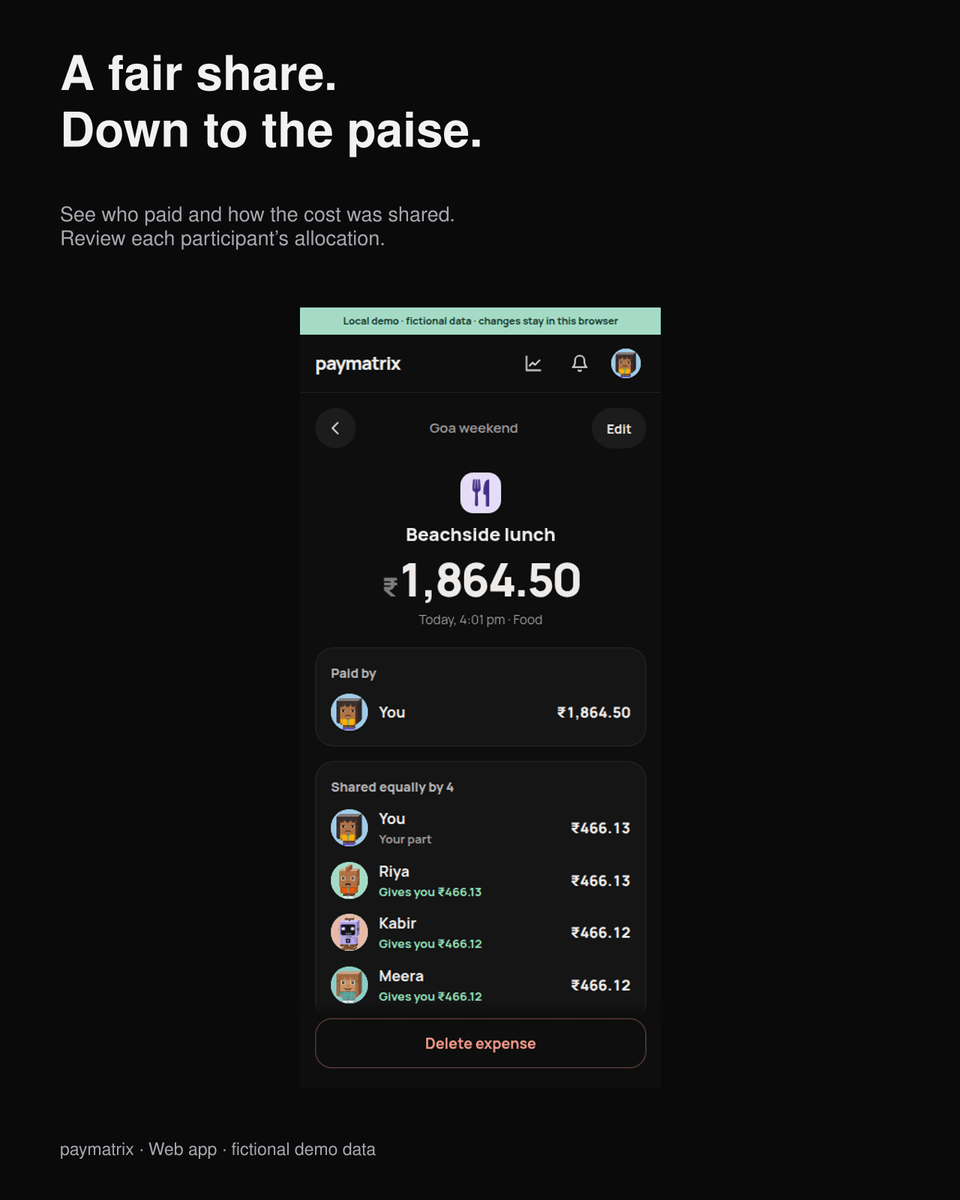 A fair share.
Down to the paise.
See who paid and how the cost was shared.
Review each participant’s allocation.
Local demo · fictional data · changes stay in this browser
paymatrix
Goa weekend
Edit
Beachside lunch
₹1,864.50
Today, 4:01 pm · Food
Paid by
You ₹1,864.50
Shared equally by 4
You
Your part
₹466.13
Riya
Gives you ₹466.13
₹466.13
Kabir
Gives you ₹466.12
₹466.12
Meera
Gives you ₹466.12
₹466.12
Delete expense
paymatrix · Web app · fictional demo data